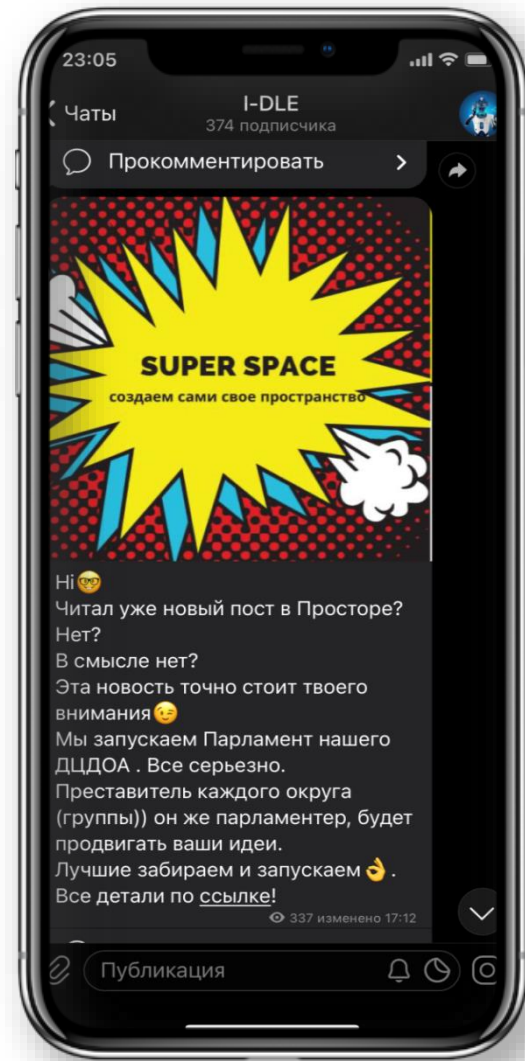 23:05
Чаты
I-DLE
374 подписчика
Прокомментировать
SUPER SPACE
создаем сами свое пространство
Hi🤓
Читал уже новый пост в Просторе?
Нет?
В смысле нет?
Эта новость точно стоит твоего
внимания😉
Мы запускаем Парламент нашего
ДЦДОА . Все серьезно.
Преставитель каждого округа
(группы)) он же парламентер, будет
продвигать ваши идеи.
Лучшие забираем и запускаем👌.
Все детали по ссылке!
337 изменено 17:12
Публикация